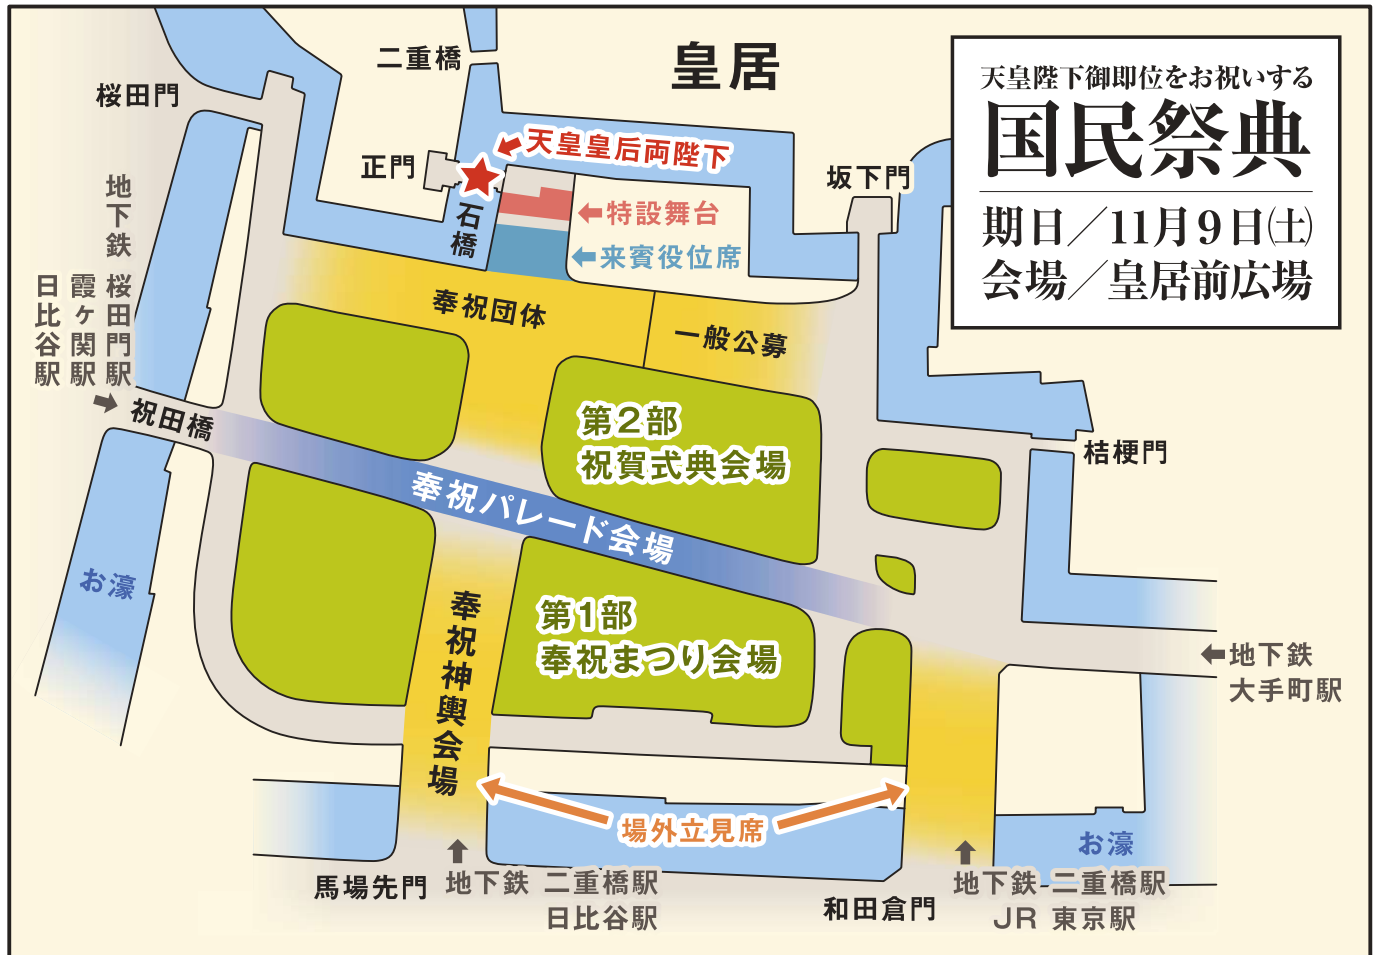 天皇陛下御即位をお祝いする
国民祭典
期日／11月9日(土)
会場／皇居前広場
皇居
二重橋
桜田門
正門
天皇皇后両陛下
坂下門
石橋
特設舞台
来賓役位席
地下鉄 桜田門駅
霞ヶ関駅
日比谷駅
奉祝団体
一般公募
祝田橋
第2部
祝賀式典会場
桔梗門
奉祝パレード会場
お濠
第1部
奉祝まつり会場
奉祝神輿会場
地下鉄
大手町駅
場外立見席
お濠
馬場先門
地下鉄 二重橋駅
日比谷駅
和田倉門
地下鉄 二重橋駅
JR 東京駅